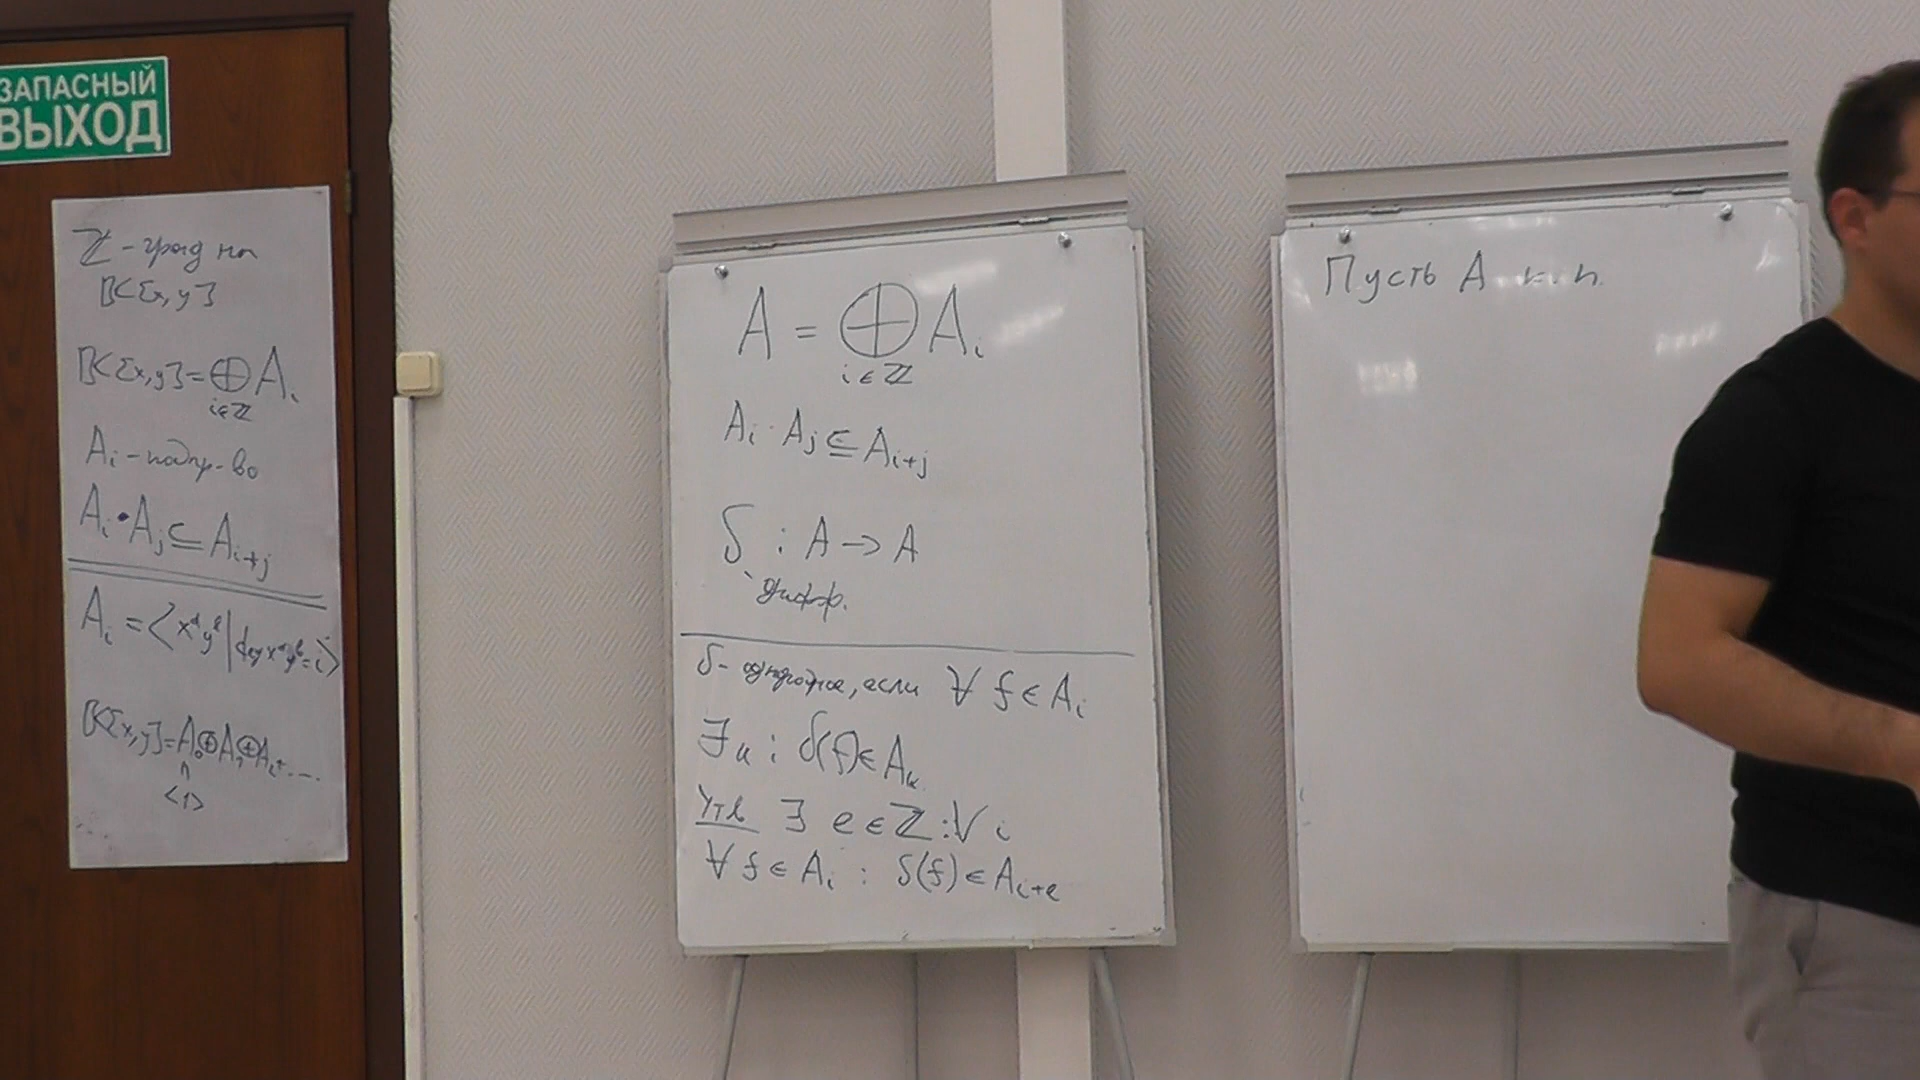 ЗАПАСНЫЙ
ВЫХОД
ℤ - град на
𝕂[x, y]
𝕂[x, y] = ⊕ A_i
i∈ℤ
A_i - подпр-во
A_i • A_j ⊆ A_{i+j}
A_i = ⟨x^a y^b | deg x^a y^b = i⟩
𝕂[x, y] = A_0 ⊕ A_1 ⊕ A_2 + ...
<1>
A = ⊕ A_i
i∈ℤ
A_i · A_j ⊆ A_{i+j}
δ : A → A
дифф.
δ - однородное, если ∀ f ∈ A_i
∃ k : δ(f) ∈ A_k
Утв ∃ e ∈ ℤ : ∀ i
∀ f ∈ A_i : δ(f) ∈ A_{i+e}
Пусть A к. п.